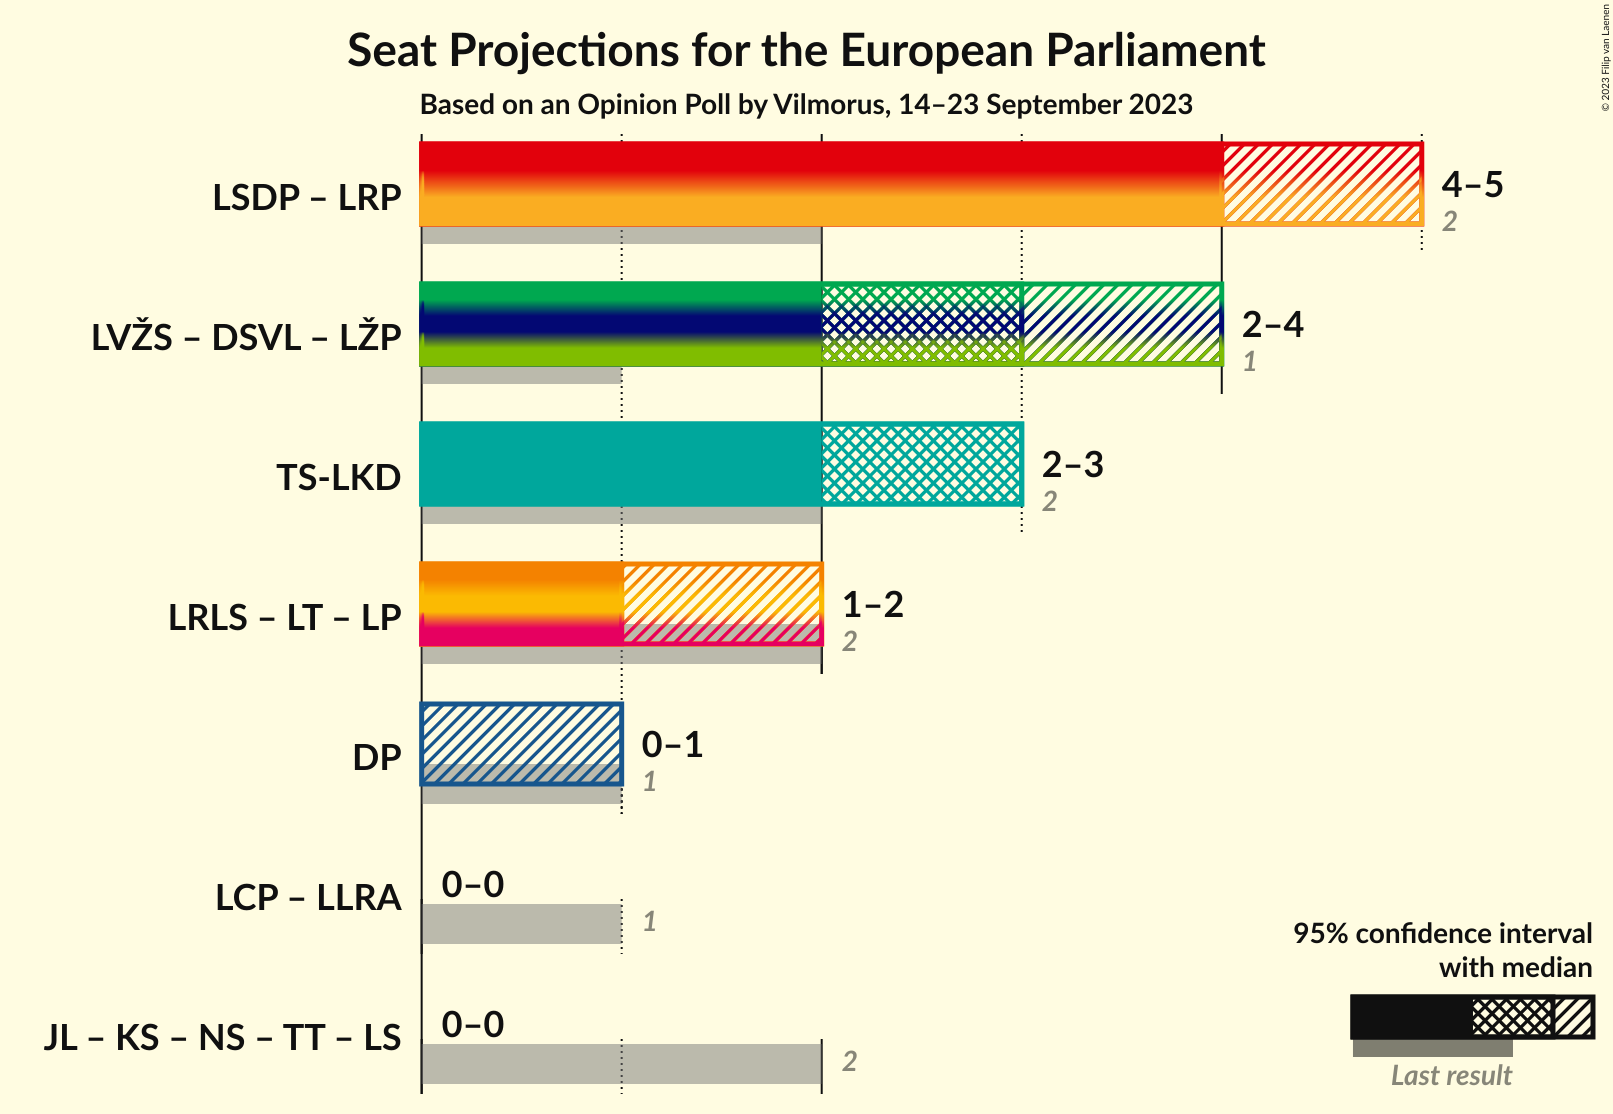 Seat Projections for the European Parliament
Based on an Opinion Poll by Vilmorus, 14–23 September 2023
© 2023 Filip van Laenen
LSDP – LRP
4–5
2
LVŽS – DSVL – LŽP
2–4
1
TS-LKD
2–3
2
LRLS – LT – LP
1–2
2
DP
0–1
1
LCP – LLRA
0–0
1
JL – KS – NS – TT – LS
0–0
2
95% confidence interval
with median
Last result